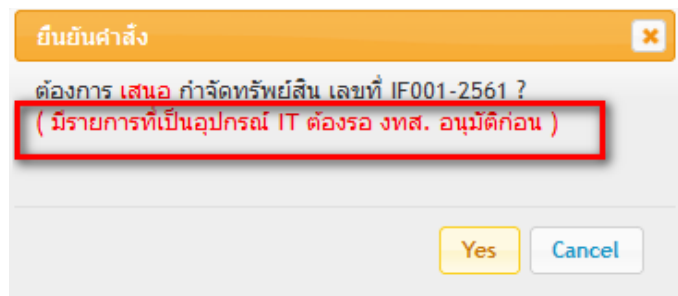 ยืนยันคำสั่ง
ต้องการ เสนอ กำจัดทรัพย์สิน เลขที่ IF001-2561 ?
( มีรายการที่เป็นอุปกรณ์ IT ต้องรอ งทส. อนุมัติก่อน )
Yes Cancel